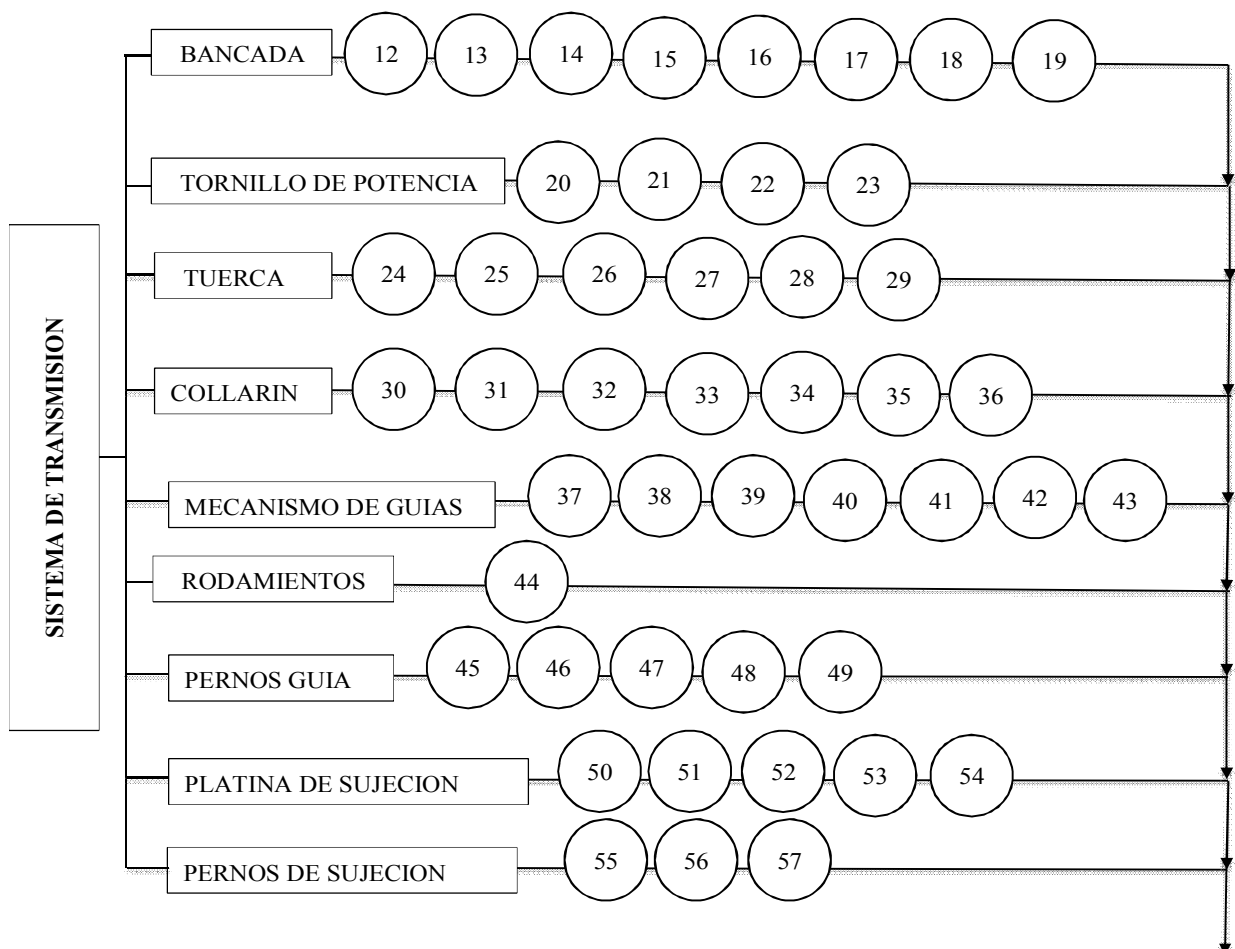 SISTEMA DE TRANSMISION
BANCADA 12 13 14 15 16 17 18 19
TORNILLO DE POTENCIA 20 21 22 23
TUERCA 24 25 26 27 28 29
COLLARIN 30 31 32 33 34 35 36
MECANISMO DE GUIAS 37 38 39 40 41 42 43
RODAMIENTOS 44
PERNOS GUIA 45 46 47 48 49
PLATINA DE SUJECION 50 51 52 53 54
PERNOS DE SUJECION 55 56 57